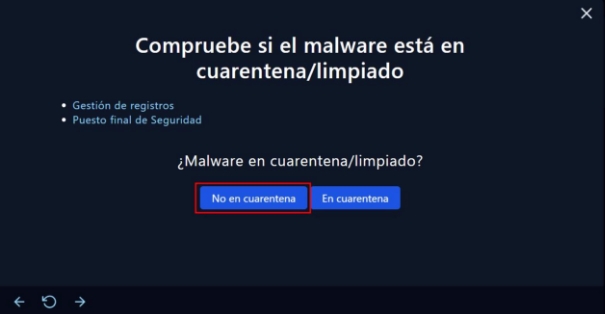 Compruebe si el malware está en
cuarentena/limpiado
Gestión de registros
Puesto final de Seguridad
¿Malware en cuarentena/limpiado?
No en cuarentena
En cuarentena